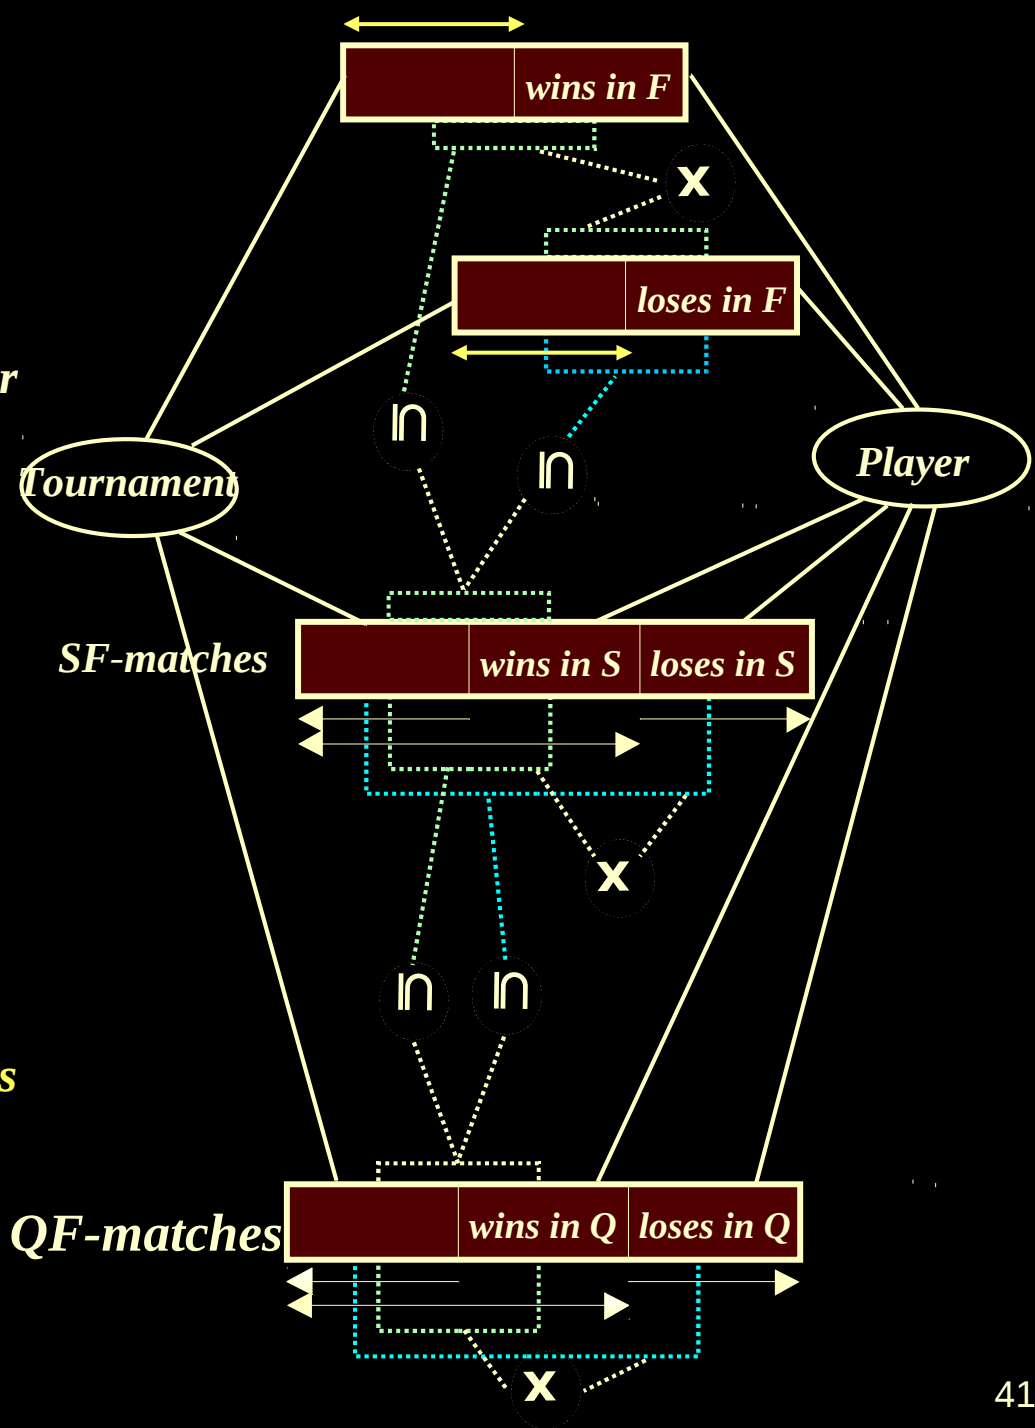 wins in F
x
loses in F
r
⊆
⊆
Tournament
Player
SF-matches
wins in S
loses in S
x
⊆
⊆
s
QF-matches
wins in Q
loses in Q
x
41